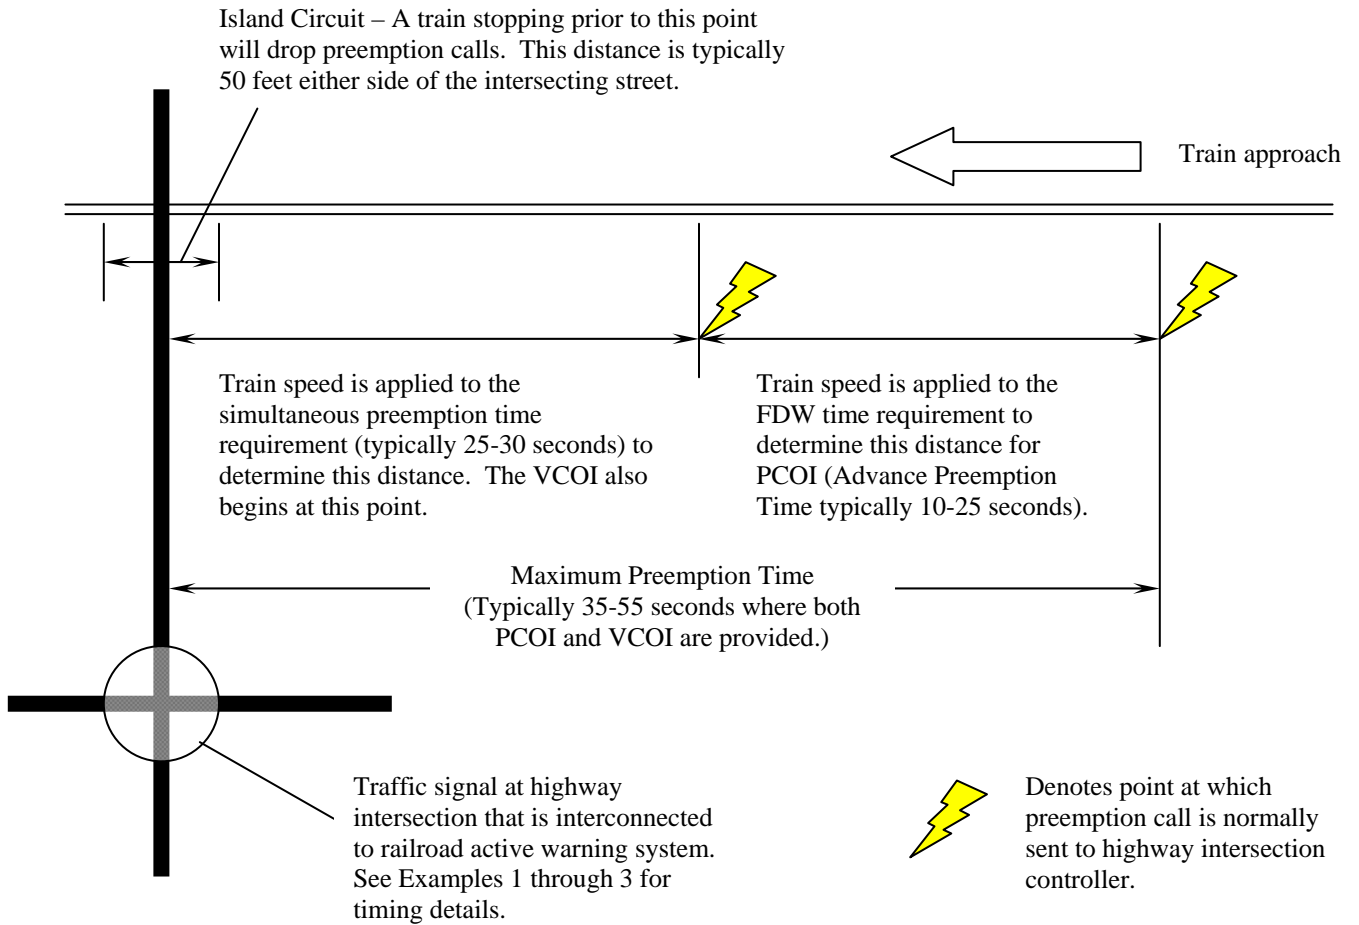 Island Circuit – A train stopping prior to this point
will drop preemption calls.  This distance is typically
50 feet either side of the intersecting street.
Train approach
Train speed is applied to the
simultaneous preemption time
requirement (typically 25-30 seconds) to
determine this distance.  The VCOI also
begins at this point.
Train speed is applied to the
FDW time requirement to
determine this distance for
PCOI (Advance Preemption
Time typically 10-25 seconds).
Maximum Preemption Time
(Typically 35-55 seconds where both
PCOI and VCOI are provided.)
Traffic signal at highway
intersection that is interconnected
to railroad active warning system.
See Examples 1 through 3 for
timing details.
Denotes point at which
preemption call is normally
sent to highway intersection
controller.